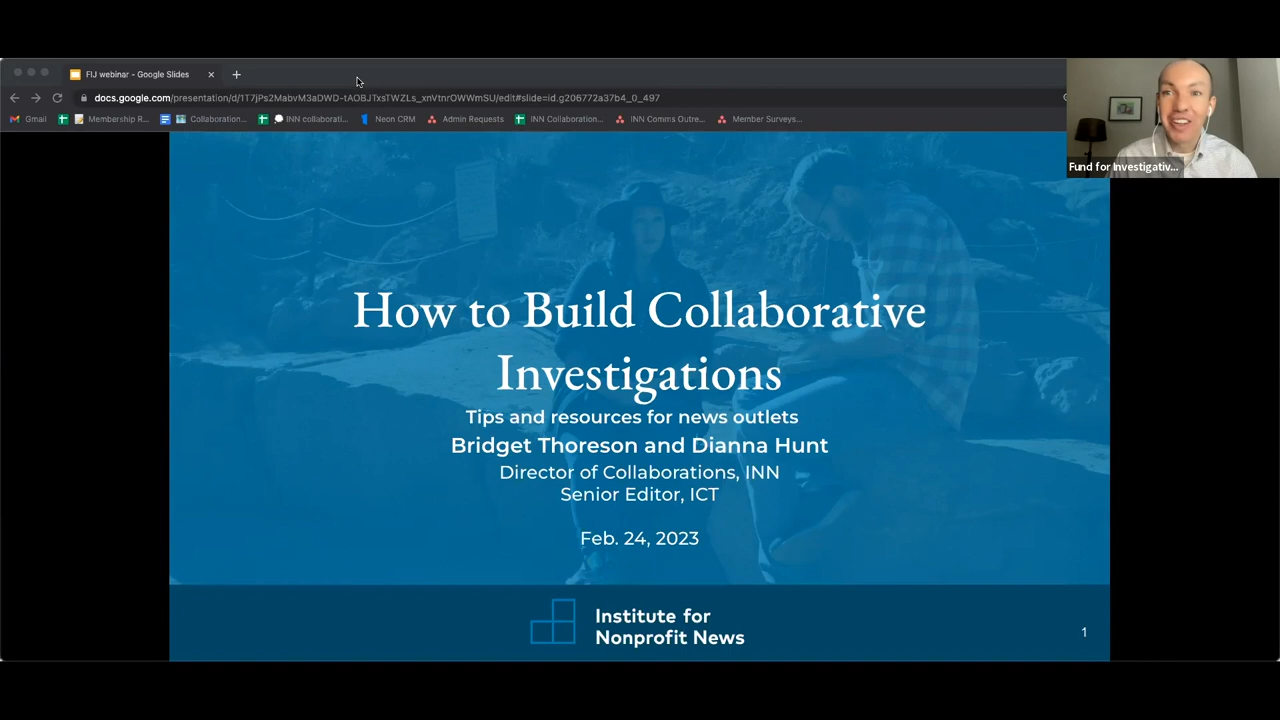 FIJ webinar - Google Slides
docs.google.com/presentation/d/1T7jPs2MabvM3aDWD-tAOBJTxsTWZLs_xnVtnrOWWmSU/edit#slide=id.g206772a37b4_0_497
Gmail Membership R... Collaboration... INN collaborati... Neon CRM Admin Requests INN Collaboration... INN Comms Outre... Member Surveys...
Fund for Investigativ...
How to Build Collaborative
Investigations
Tips and resources for news outlets
Bridget Thoreson and Dianna Hunt
Director of Collaborations, INN
Senior Editor, ICT
Feb. 24, 2023
Institute for
Nonprofit News
1